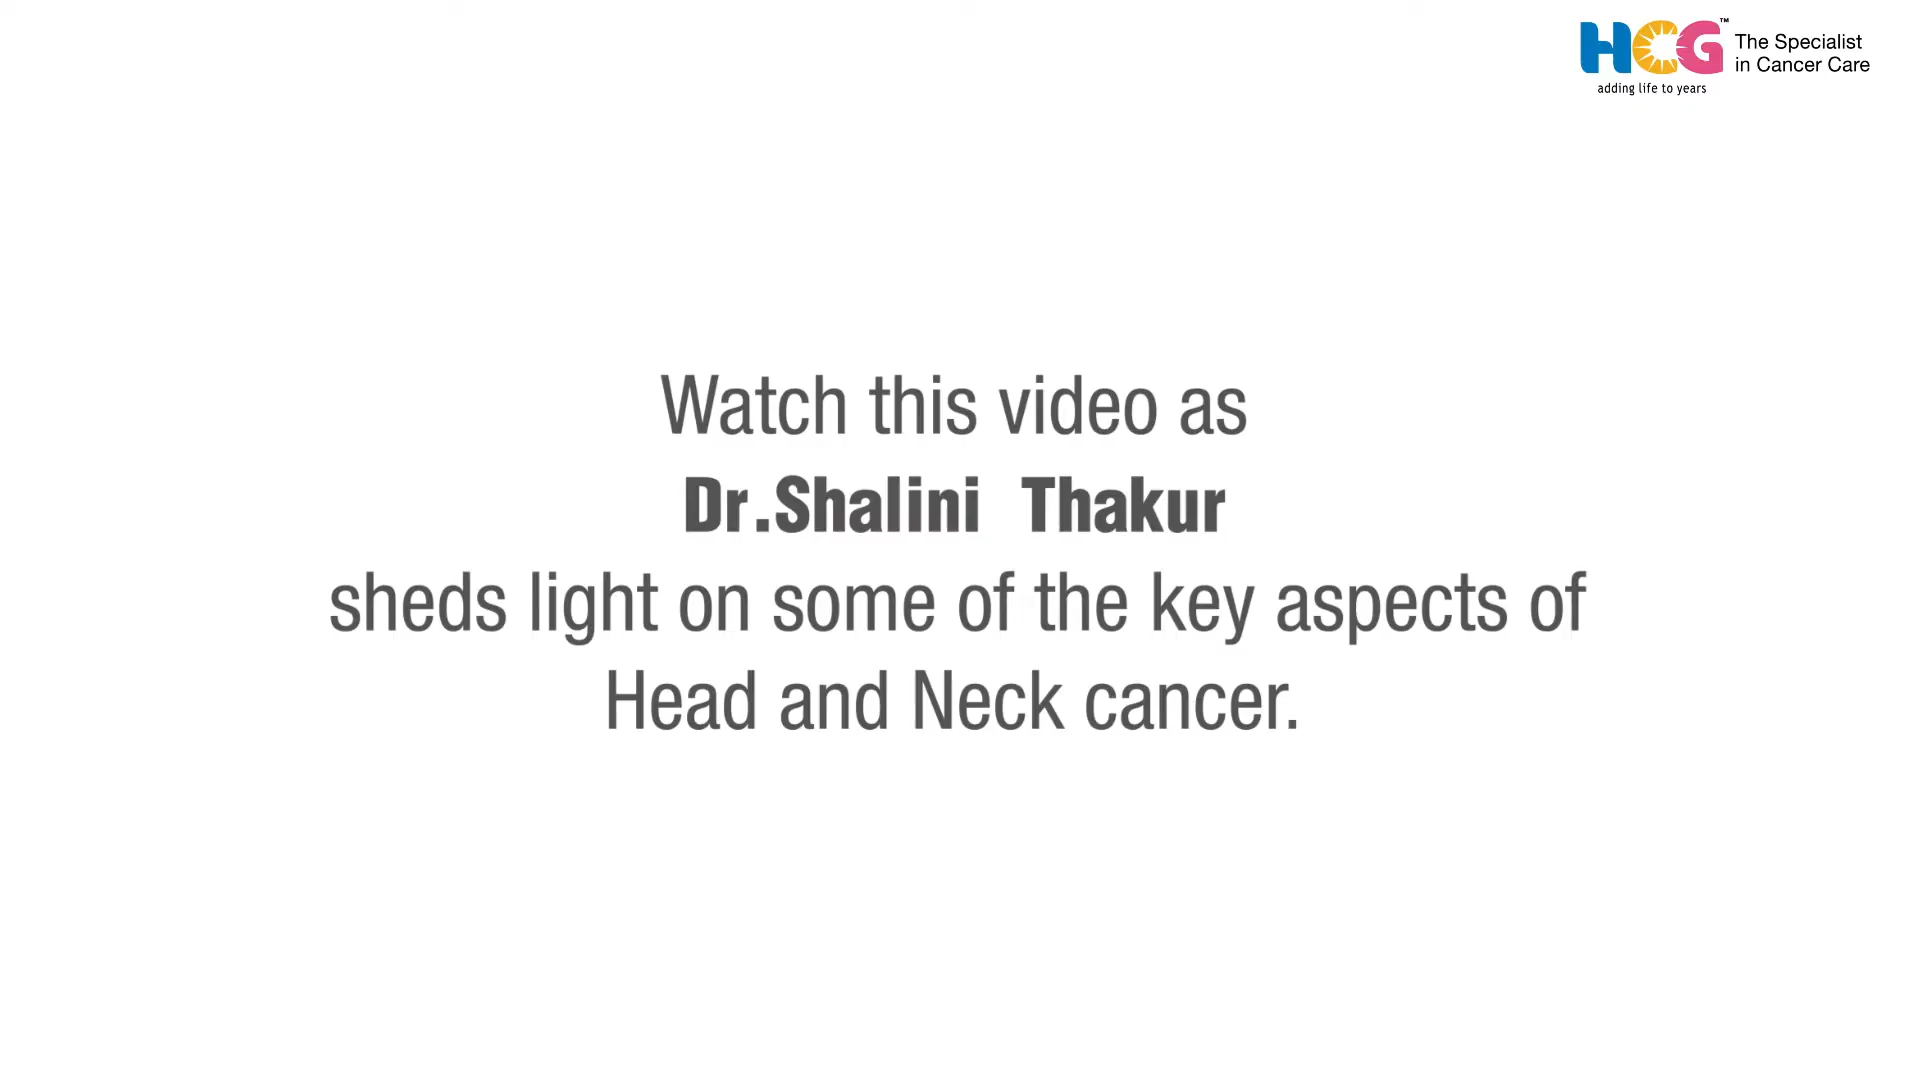 HCG™
The Specialist
in Cancer Care
adding life to years
Watch this video as
Dr.Shalini Thakur
sheds light on some of the key aspects of
Head and Neck cancer.